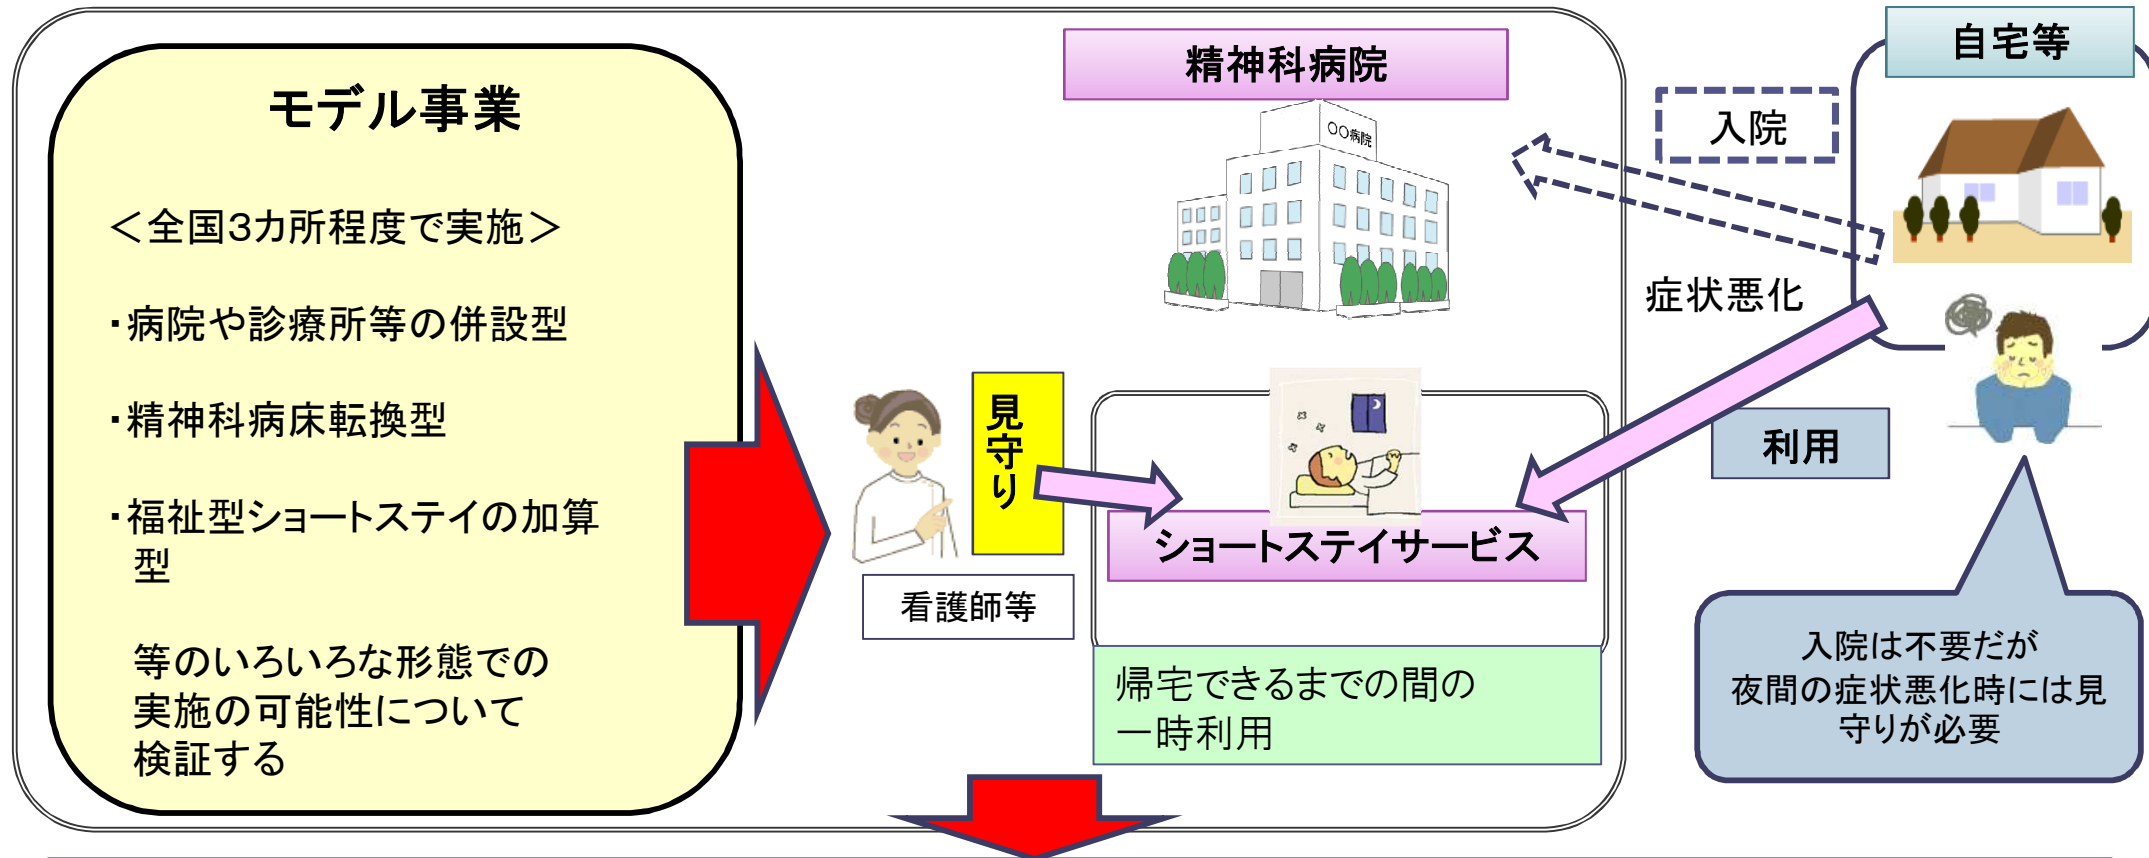 モデル事業
＜全国3カ所程度で実施＞
・病院や診療所等の併設型
・精神科病床転換型
・福祉型ショートステイの加算
型
等のいろいろな形態での
実施の可能性について
検証する
精神科病院
○○病院
自宅等
入院
症状悪化
見守り
看護師等
ショートステイサービス
利用
帰宅できるまでの間の
一時利用
入院は不要だが
夜間の症状悪化時には見
守りが必要